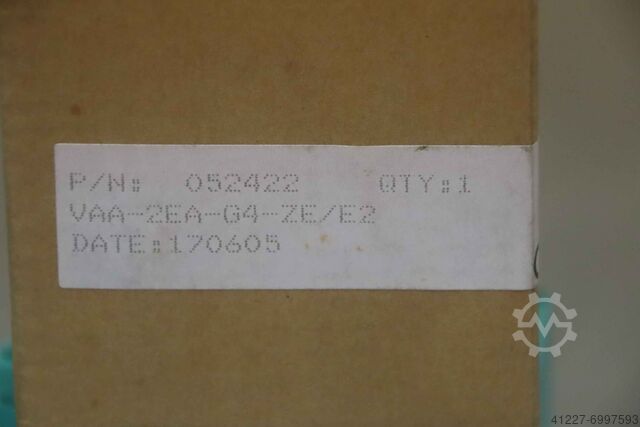 P/N: 052422 QTY:1
VAA-2EA-G4-ZE/E2
DATE:170605
41227-6997593